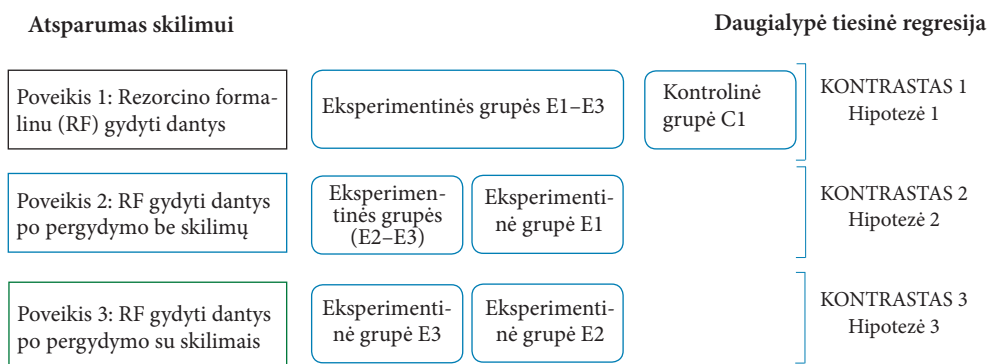 Atsparumas skilimui
Daugialypė tiesinė regresija
Poveikis 1: Rezorcino forma-
linu (RF) gydyti dantys
Eksperimentinės grupės E1–E3
Kontrolinė
grupė C1
KONTRASTAS 1
Hipotezė 1
Poveikis 2: RF gydyti dantys
po pergydymo be skilimų
Eksperimen-
tinės grupės
(E2–E3)
Eksperimenti-
nė grupė E1
KONTRASTAS 2
Hipotezė 2
Poveikis 3: RF gydyti dantys
po pergydymo su skilimais
Eksperimenti-
nė grupė E3
Eksperimenti-
nė grupė E2
KONTRASTAS 3
Hipotezė 3